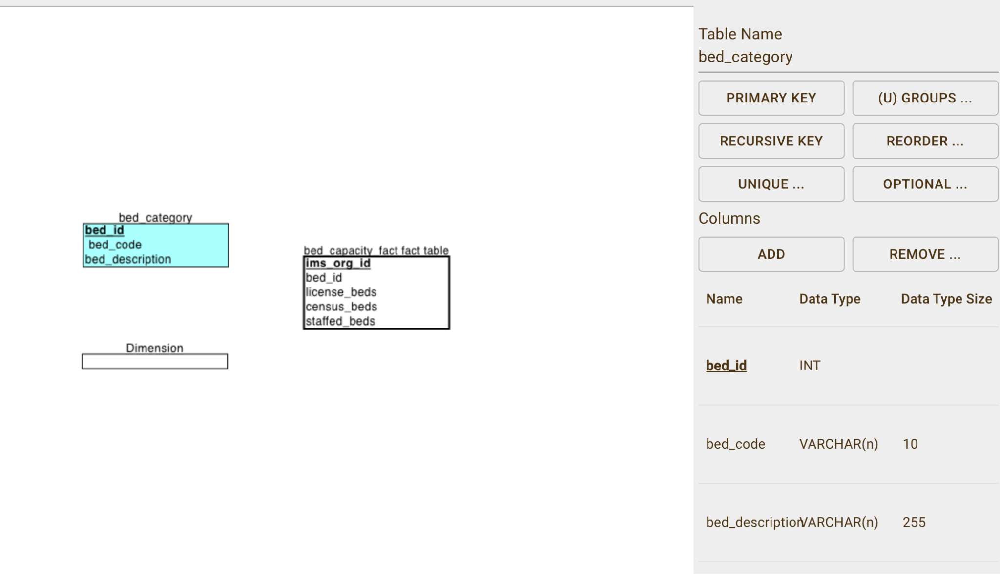 bed_category
bed_id
bed_code
bed_description
bed_capacity_fact fact table
ims_org_id
bed_id
license_beds
census_beds
staffed_beds
Dimension
Table Name
bed_category
PRIMARY KEY (U) GROUPS ...
RECURSIVE KEY REORDER ...
UNIQUE ... OPTIONAL ...
Columns
ADD REMOVE ...
Name Data Type Data Type Size
bed_id INT
bed_code VARCHAR(n) 10
bed_description VARCHAR(n) 255